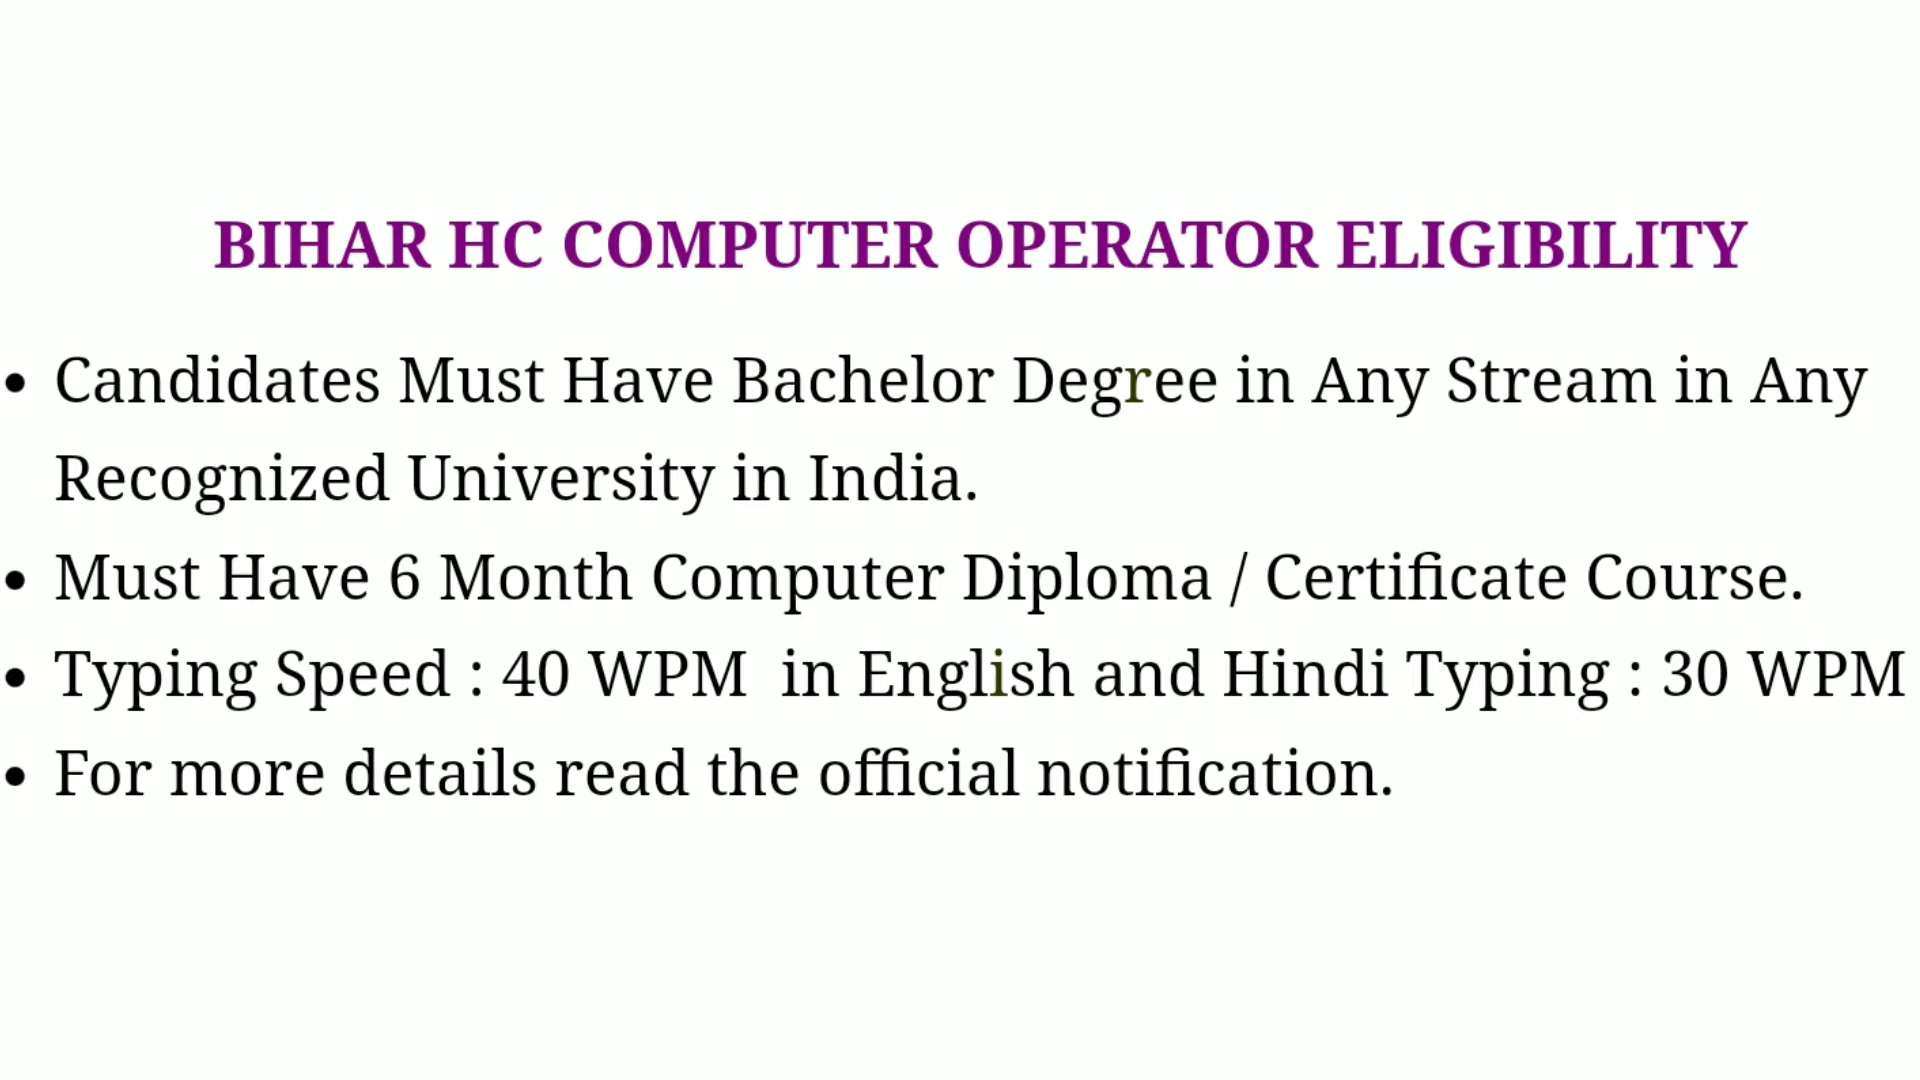 BIHAR HC COMPUTER OPERATOR ELIGIBILITY
• Candidates Must Have Bachelor Degree in Any Stream in Any
Recognized University in India.
• Must Have 6 Month Computer Diploma / Certificate Course.
• Typing Speed : 40 WPM  in English and Hindi Typing : 30 WPM
• For more details read the official notification.